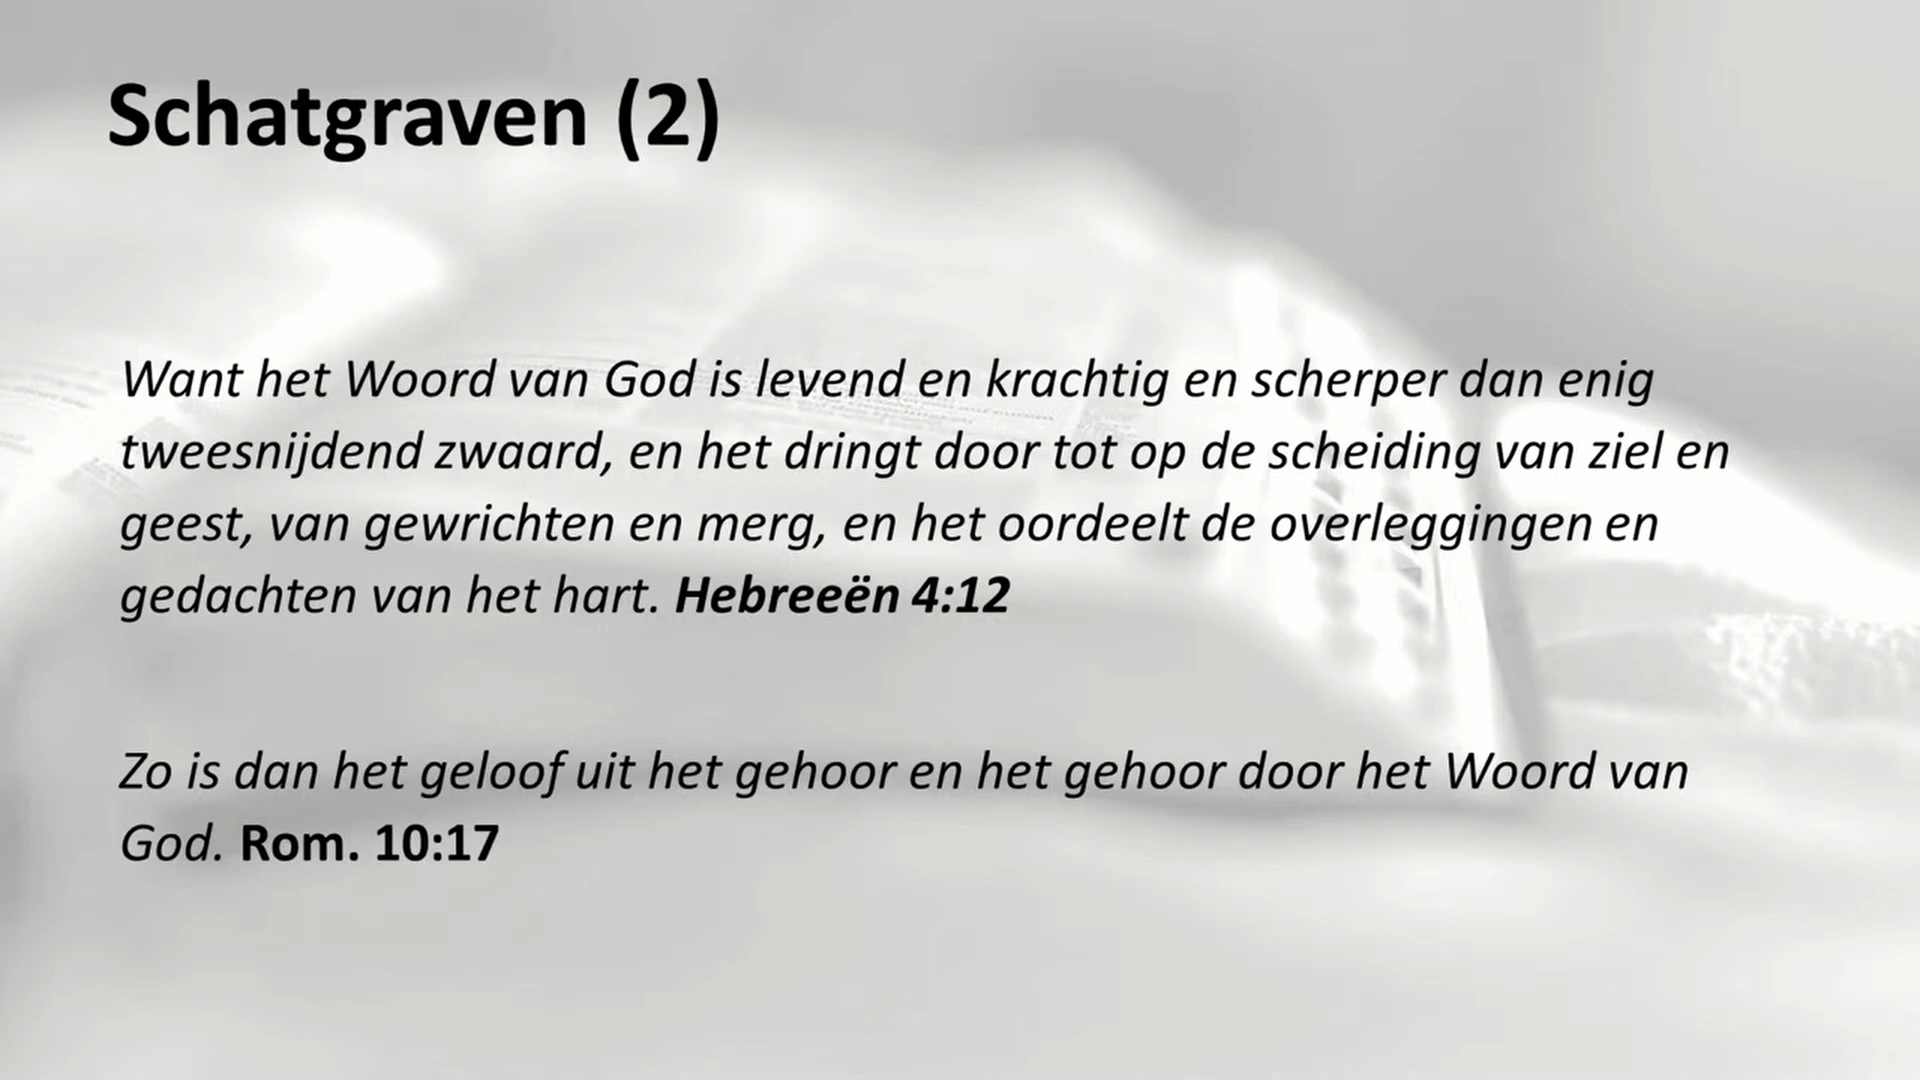 Schatgraven (2)
Want het Woord van God is levend en krachtig en scherper dan enig
tweesnijdend zwaard, en het dringt door tot op de scheiding van ziel en
geest, van gewrichten en merg, en het oordeelt de overleggingen en
gedachten van het hart. Hebreeën 4:12
Zo is dan het geloof uit het gehoor en het gehoor door het Woord van
God. Rom. 10:17